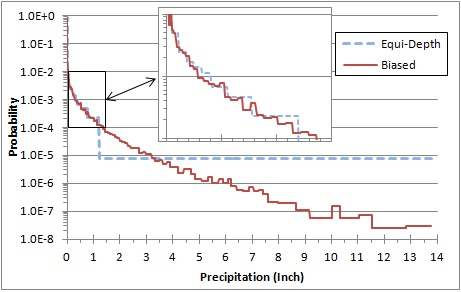 1.0E+0
1.0E-1
1.0E-2
1.0E-3
1.0E-4
1.0E-5
1.0E-6
1.0E-7
1.0E-8
Probability
0 1 2 3 4 5 6 7 8 9 10 11 12 13 14
Precipitation (Inch)
Equi-Depth
Biased